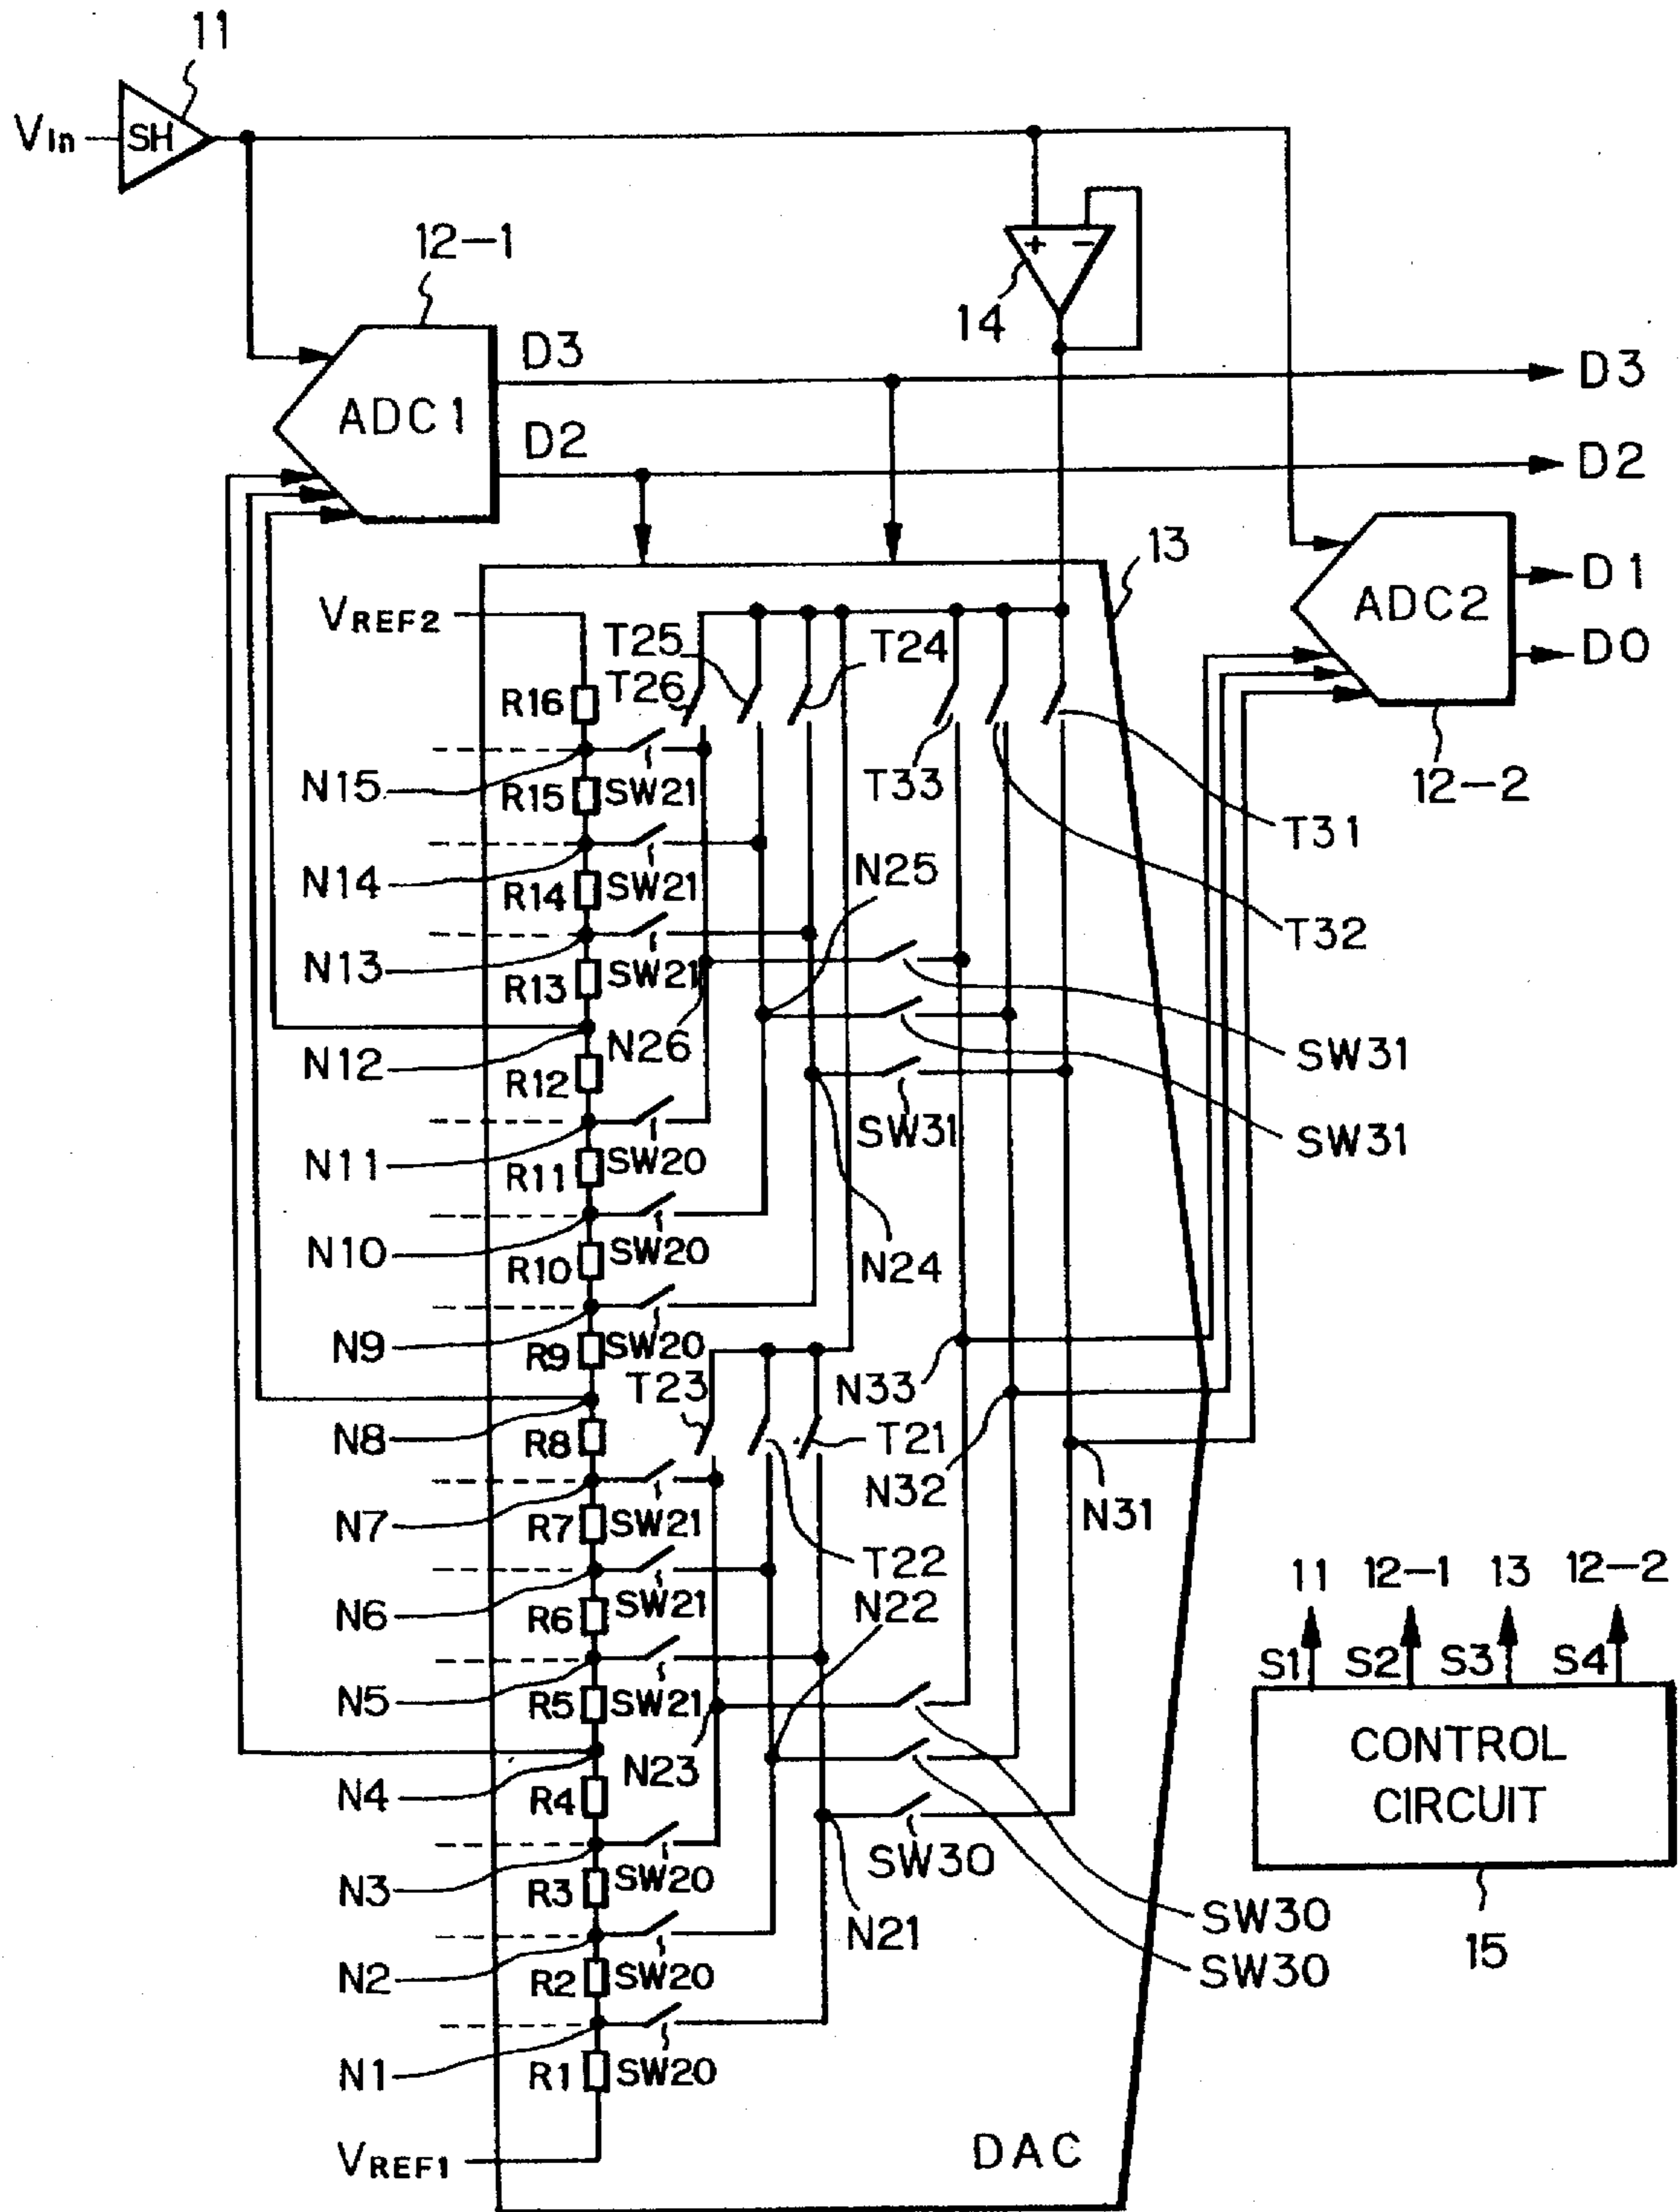 11
VIn
SH
12-1
+ -
14
D3
D3
ADC1
D2
D2
13
D1
ADC2
D0
VREF2
T25
T24
T26
R16
T33
12-2
N15
R15
SW21
T31
N14
R14
SW21
N25
T32
N13
R13
SW21
N26
SW31
N12
R12
SW31
SW31
N11
R11
SW20
N10
R10
SW20
N24
N9
R9
SW20
T23
N33
N8
R8
T21
N32
N31
N7
R7
SW21
T22
11
12-1
13
12-2
N6
R6
SW21
N22
S1
S2
S3
S4
N5
R5
SW21
N23
CONTROL
CIRCUIT
N4
R4
SW30
N3
R3
SW20
SW30
N21
15
N2
R2
SW20
SW30
N1
R1
SW20
VREF1
DAC